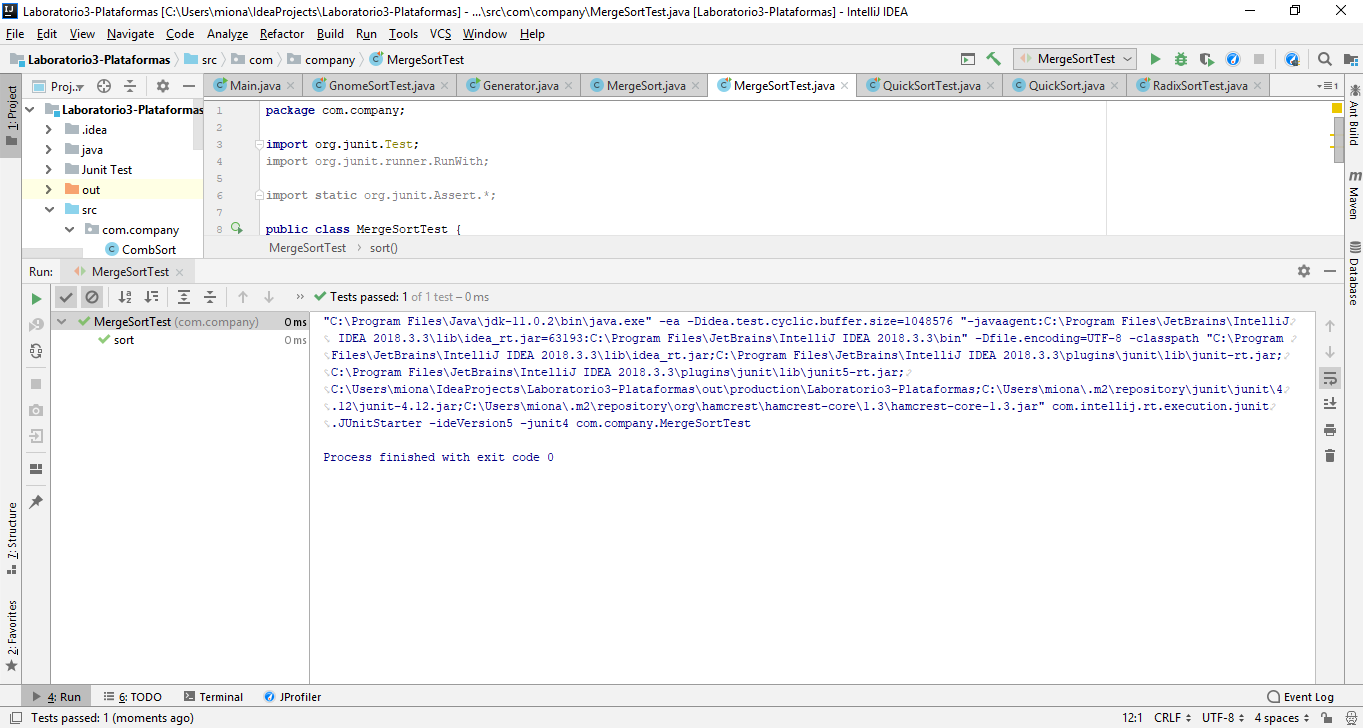 Laboratorio3-Plataformas [C:\Users\miona\IdeaProjects\Laboratorio3-Plataformas] - ...\src\com\company\MergeSortTest.java [Laboratorio3-Plataformas] - IntelliJ IDEA
File Edit View Navigate Code Analyze Refactor Build Run Tools VCS Window Help
Laboratorio3-Plataformas src com company MergeSortTest MergeSortTest
1: Project
Proj..
Main.java GnomeSortTest.java Generator.java MergeSort.java MergeSortTest.java QuickSortTest.java QuickSort.java RadixSortTest.java
Laboratorio3-Plataformas
.idea
java
Junit Test
out
src
com.company
CombSort
1 package com.company;
2
3 import org.junit.Test;
4 import org.junit.runner.RunWith;
5
6 import static org.junit.Assert.*;
7
8 public class MergeSortTest {
MergeSortTest sort()
Ant Build
Maven
Database
Run: MergeSortTest
Tests passed: 1 of 1 test – 0 ms
MergeSortTest (com.company) 0 ms
sort 0 ms
"C:\Program Files\Java\jdk-11.0.2\bin\java.exe" -ea -Didea.test.cyclic.buffer.size=1048576 "-javaagent:C:\Program Files\JetBrains\IntelliJ
IDEA 2018.3.3\lib\idea_rt.jar=63193:C:\Program Files\JetBrains\IntelliJ IDEA 2018.3.3\bin" -Dfile.encoding=UTF-8 -classpath "C:\Program
Files\JetBrains\IntelliJ IDEA 2018.3.3\lib\idea_rt.jar;C:\Program Files\JetBrains\IntelliJ IDEA 2018.3.3\plugins\junit\lib\junit-rt.jar;
C:\Program Files\JetBrains\IntelliJ IDEA 2018.3.3\plugins\junit\lib\junit5-rt.jar;
C:\Users\miona\IdeaProjects\Laboratorio3-Plataformas\out\production\Laboratorio3-Plataformas;C:\Users\miona\.m2\repository\junit\junit\4
.12\junit-4.12.jar;C:\Users\miona\.m2\repository\org\hamcrest\hamcrest-core\1.3\hamcrest-core-1.3.jar" com.intellij.rt.execution.junit
.JUnitStarter -ideVersion5 -junit4 com.company.MergeSortTest
Process finished with exit code 0
7: Structure
2: Favorites
4: Run 6: TODO Terminal JProfiler Event Log
Tests passed: 1 (moments ago) 12:1 CRLF UTF-8 4 spaces